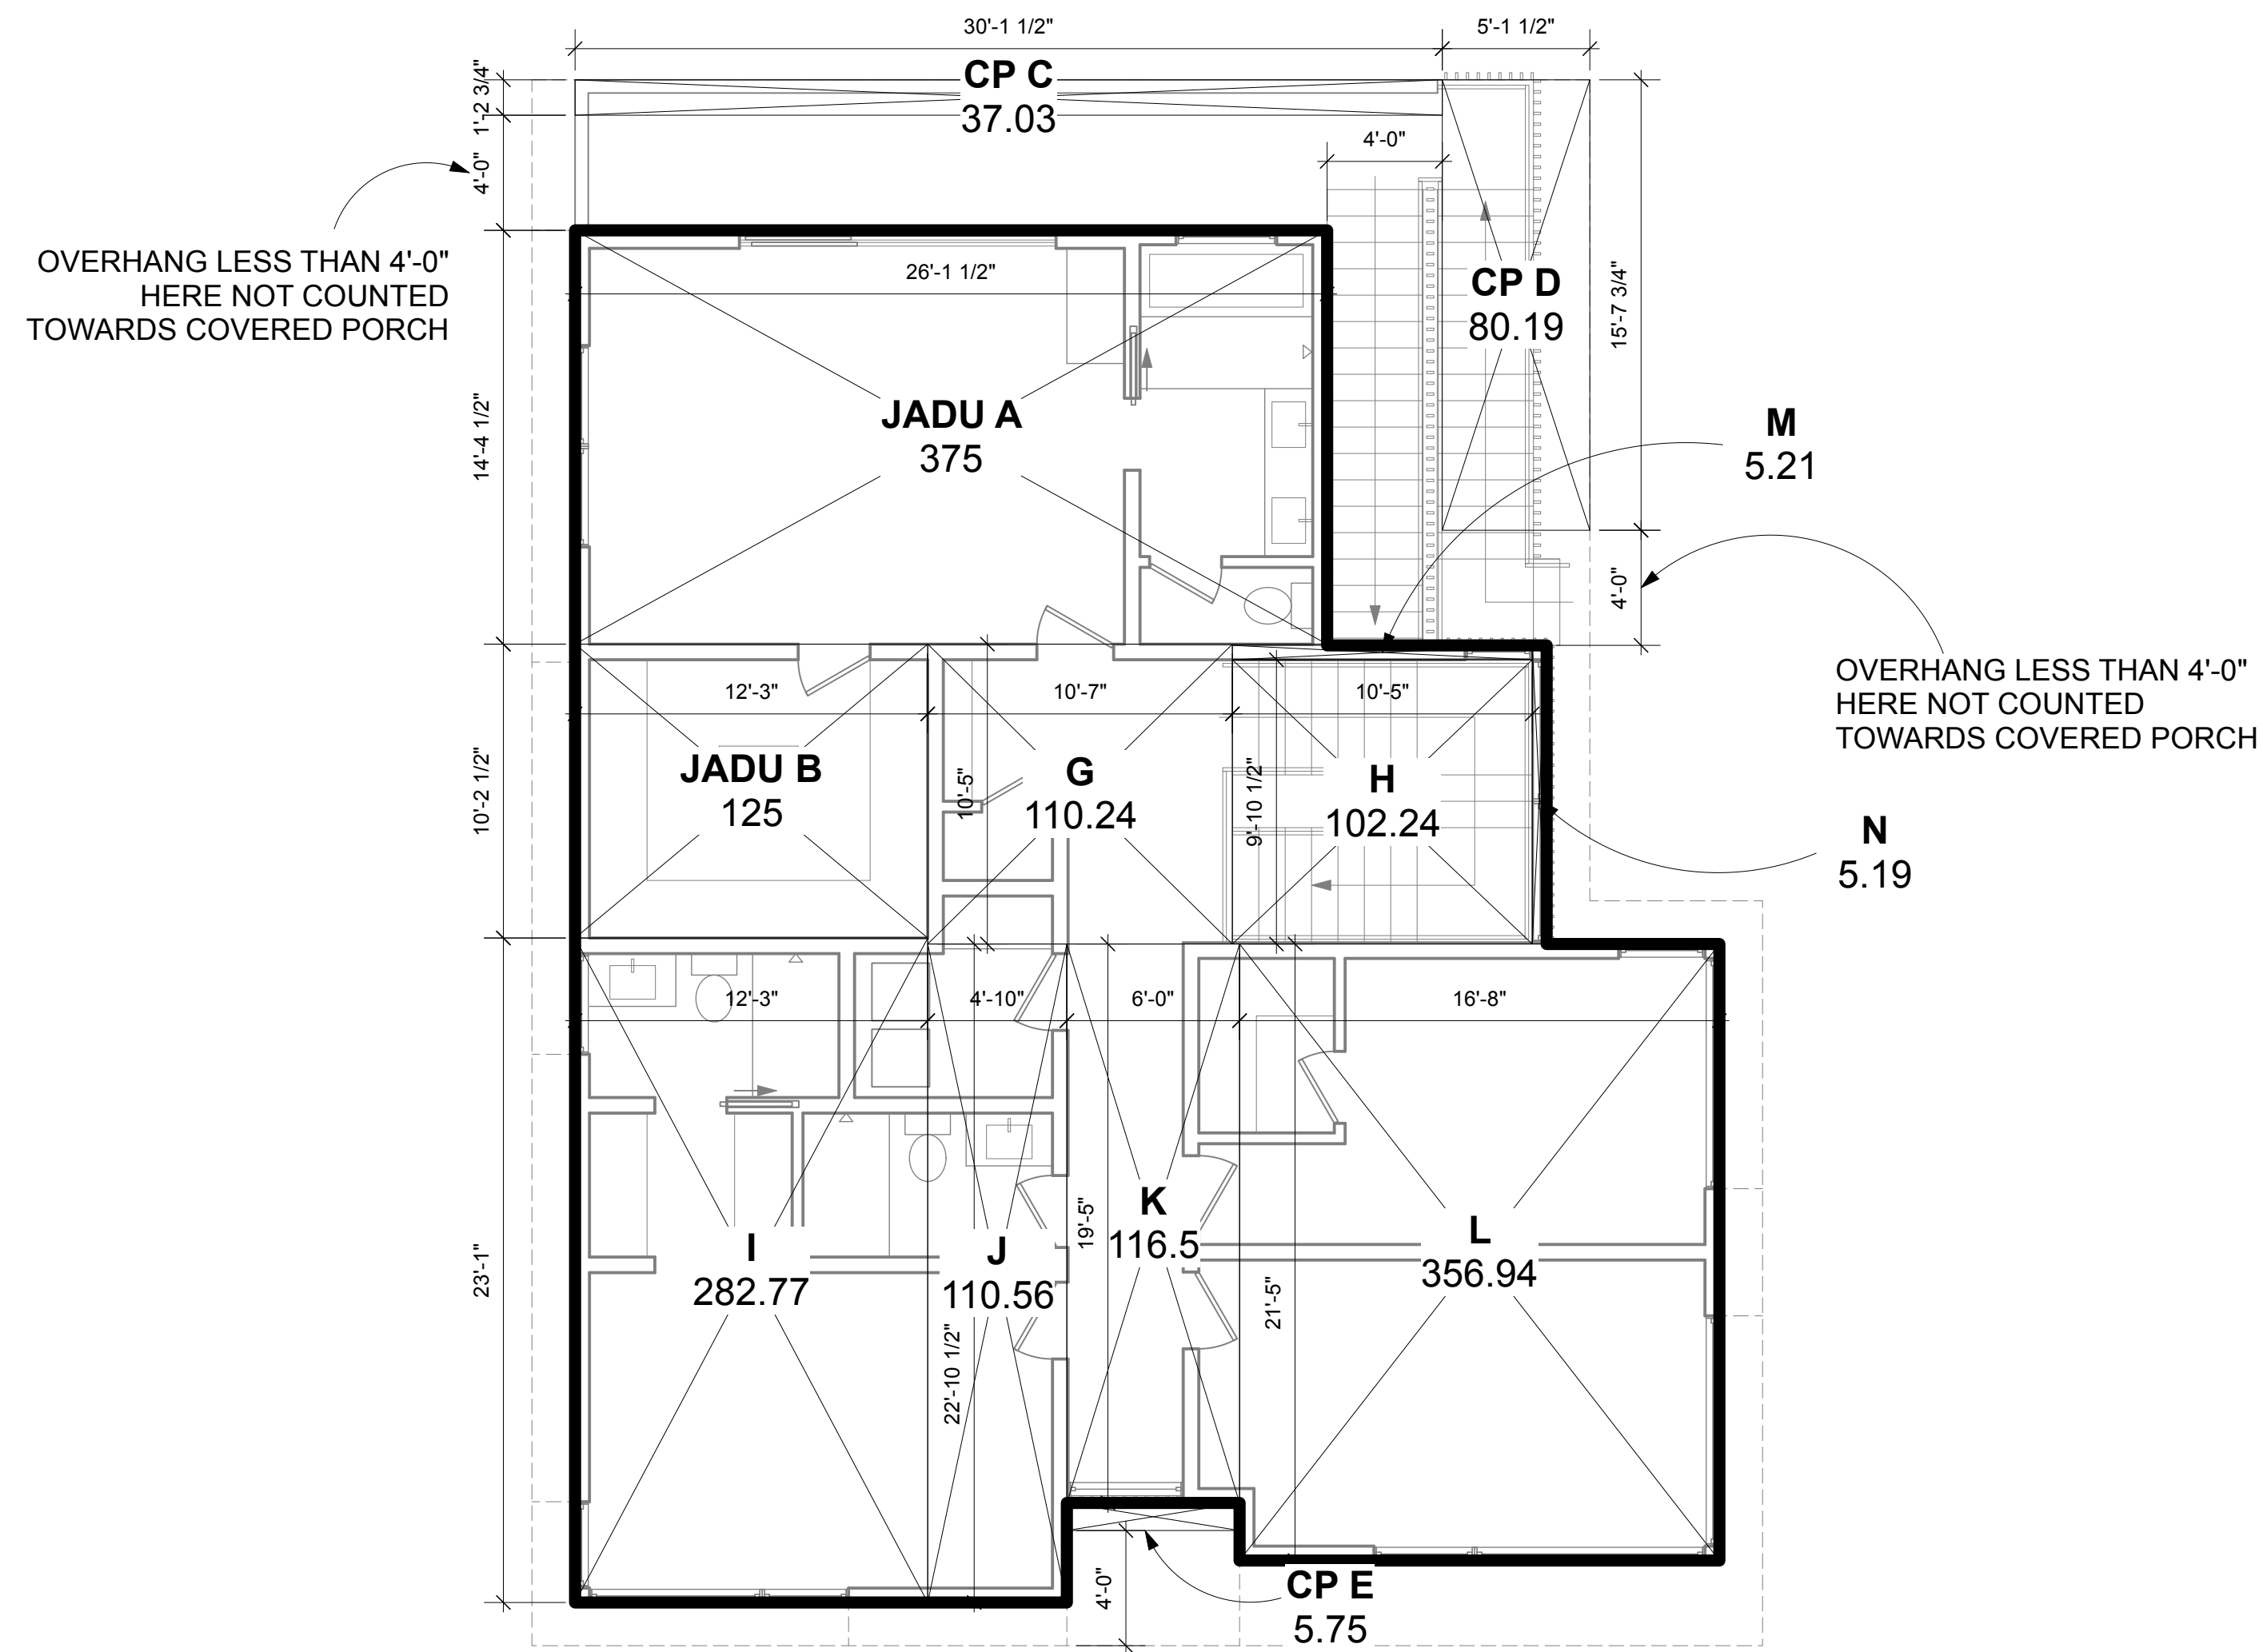 30'-1 1/2"
5'-1 1/2"
1'-2 3/4"
CP C
37.03
4'-0"
4'-0"
OVERHANG LESS THAN 4'-0"
HERE NOT COUNTED
TOWARDS COVERED PORCH
26'-1 1/2"
CP D
80.19
15'-7 3/4"
14'-4 1/2"
JADU A
375
M
5.21
4'-0"
OVERHANG LESS THAN 4'-0"
HERE NOT COUNTED
TOWARDS COVERED PORCH
12'-3"
10'-7"
10'-5"
10'-2 1/2"
JADU B
125
10'-5"
G
110.24
9'-10 1/2"
H
102.24
N
5.19
12'-3"
4'-10"
6'-0"
16'-8"
23'-1"
I
282.77
J
110.56
22'-10 1/2"
19'-5"
K
116.5
21'-5"
L
356.94
4'-0"
CP E
5.75